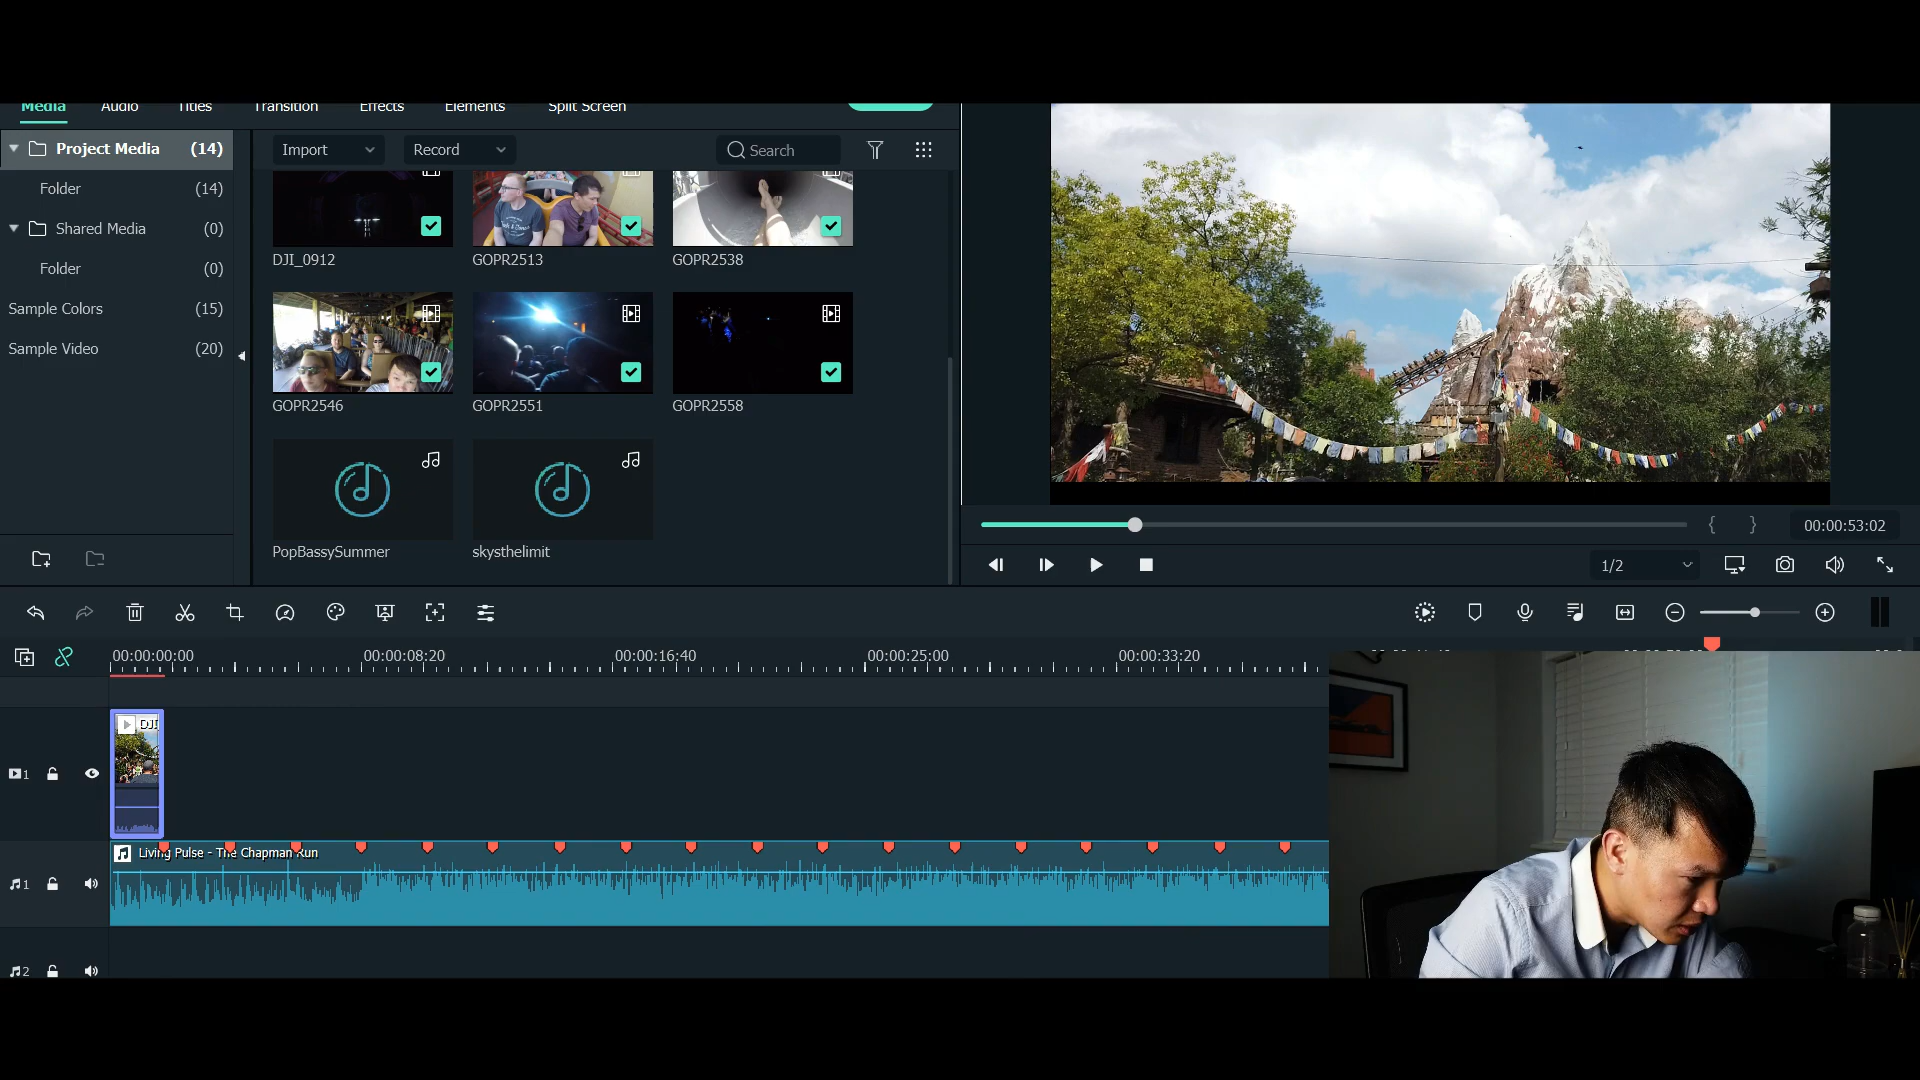 Media Audio Titles Transition Effects Elements Split Screen
Project Media (14)
Import Record Search
Folder (14)
Shared Media (0)
Folder (0)
Sample Colors (15)
Sample Video (20)
DJI_0912 GOPR2513 GOPR2538
GOPR2546 GOPR2551 GOPR2558
PopBassySummer skysthelimit
00:00:53:02
1/2
00:00:00:00 00:00:08:20 00:00:16:40 00:00:25:00 00:00:33:20
DJI
1
Living Pulse - The Chapman Run
1
2